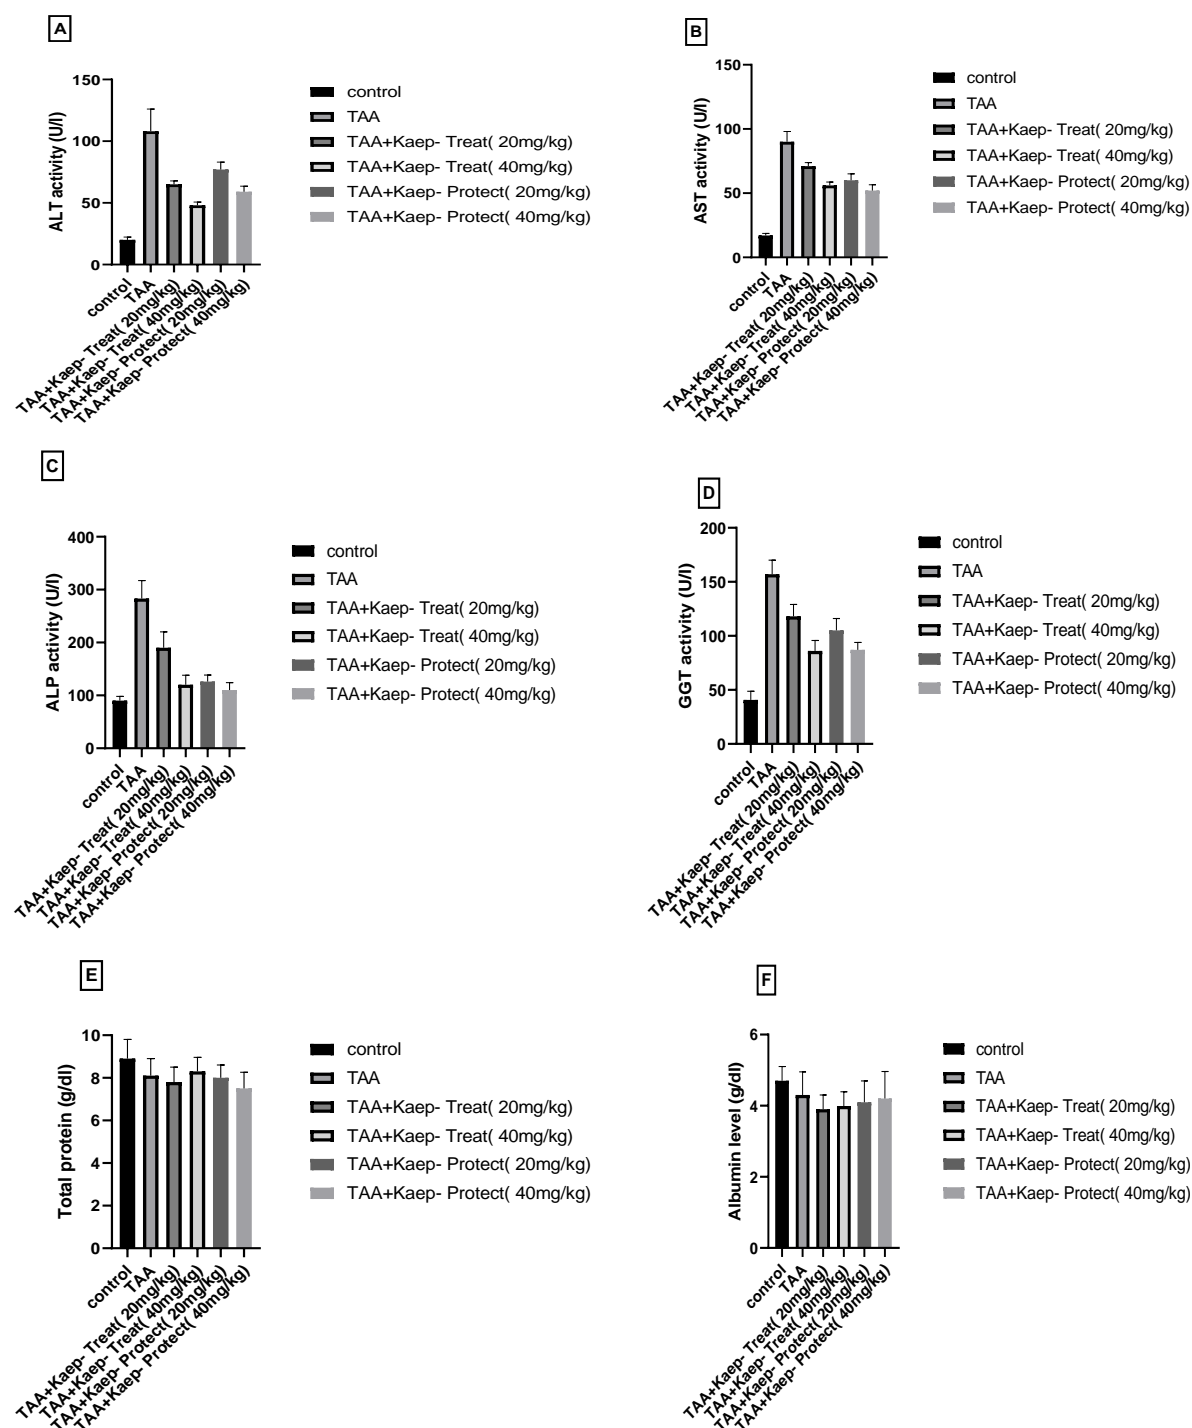 A
ALT activity (U/l)
150
100
50
0
control
TAA
TAA+Kaep- Treat( 20mg/kg)
TAA+Kaep- Treat( 40mg/kg)
TAA+Kaep- Protect( 20mg/kg)
TAA+Kaep- Protect( 40mg/kg)
control
TAA
TAA+Kaep- Treat( 20mg/kg)
TAA+Kaep- Treat( 40mg/kg)
TAA+Kaep- Protect( 20mg/kg)
TAA+Kaep- Protect( 40mg/kg)
B
AST activity (U/l)
150
100
50
0
control
TAA
TAA+Kaep- Treat( 20mg/kg)
TAA+Kaep- Treat( 40mg/kg)
TAA+Kaep- Protect( 20mg/kg)
TAA+Kaep- Protect( 40mg/kg)
control
TAA
TAA+Kaep- Treat( 20mg/kg)
TAA+Kaep- Treat( 40mg/kg)
TAA+Kaep- Protect( 20mg/kg)
TAA+Kaep- Protect( 40mg/kg)
C
ALP activity (U/l)
400
300
200
100
0
control
TAA
TAA+Kaep- Treat( 20mg/kg)
TAA+Kaep- Treat( 40mg/kg)
TAA+Kaep- Protect( 20mg/kg)
TAA+Kaep- Protect( 40mg/kg)
control
TAA
TAA+Kaep- Treat( 20mg/kg)
TAA+Kaep- Treat( 40mg/kg)
TAA+Kaep- Protect( 20mg/kg)
TAA+Kaep- Protect( 40mg/kg)
D
GGT activity (U/l)
200
150
100
50
0
control
TAA
TAA+Kaep- Treat( 20mg/kg)
TAA+Kaep- Treat( 40mg/kg)
TAA+Kaep- Protect( 20mg/kg)
TAA+Kaep- Protect( 40mg/kg)
control
TAA
TAA+Kaep- Treat( 20mg/kg)
TAA+Kaep- Treat( 40mg/kg)
TAA+Kaep- Protect( 20mg/kg)
TAA+Kaep- Protect( 40mg/kg)
E
Total protein (g/dl)
10
8
6
4
2
0
control
TAA
TAA+Kaep- Treat( 20mg/kg)
TAA+Kaep- Treat( 40mg/kg)
TAA+Kaep- Protect( 20mg/kg)
TAA+Kaep- Protect( 40mg/kg)
control
TAA
TAA+Kaep- Treat( 20mg/kg)
TAA+Kaep- Treat( 40mg/kg)
TAA+Kaep- Protect( 20mg/kg)
TAA+Kaep- Protect( 40mg/kg)
F
Albumin level (g/dl)
6
4
2
0
control
TAA
TAA+Kaep- Treat( 20mg/kg)
TAA+Kaep- Treat( 40mg/kg)
TAA+Kaep- Protect( 20mg/kg)
TAA+Kaep- Protect( 40mg/kg)
control
TAA
TAA+Kaep- Treat( 20mg/kg)
TAA+Kaep- Treat( 40mg/kg)
TAA+Kaep- Protect( 20mg/kg)
TAA+Kaep- Protect( 40mg/kg)